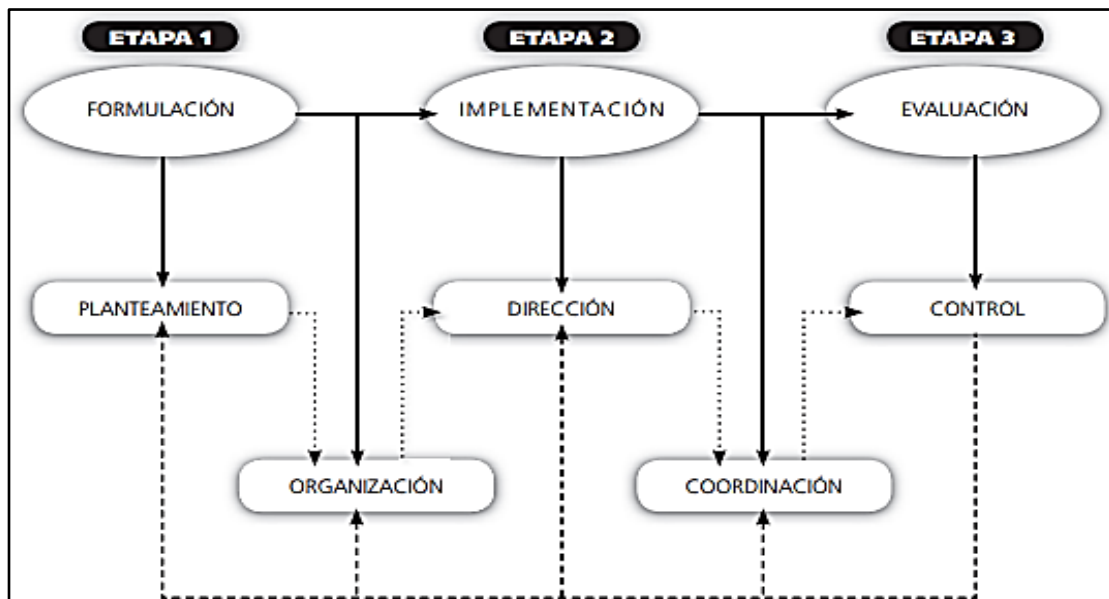 ETAPA 1
ETAPA 2
ETAPA 3
FORMULACIÓN
IMPLEMENTACIÓN
EVALUACIÓN
PLANTEAMIENTO
DIRECCIÓN
CONTROL
ORGANIZACIÓN
COORDINACIÓN